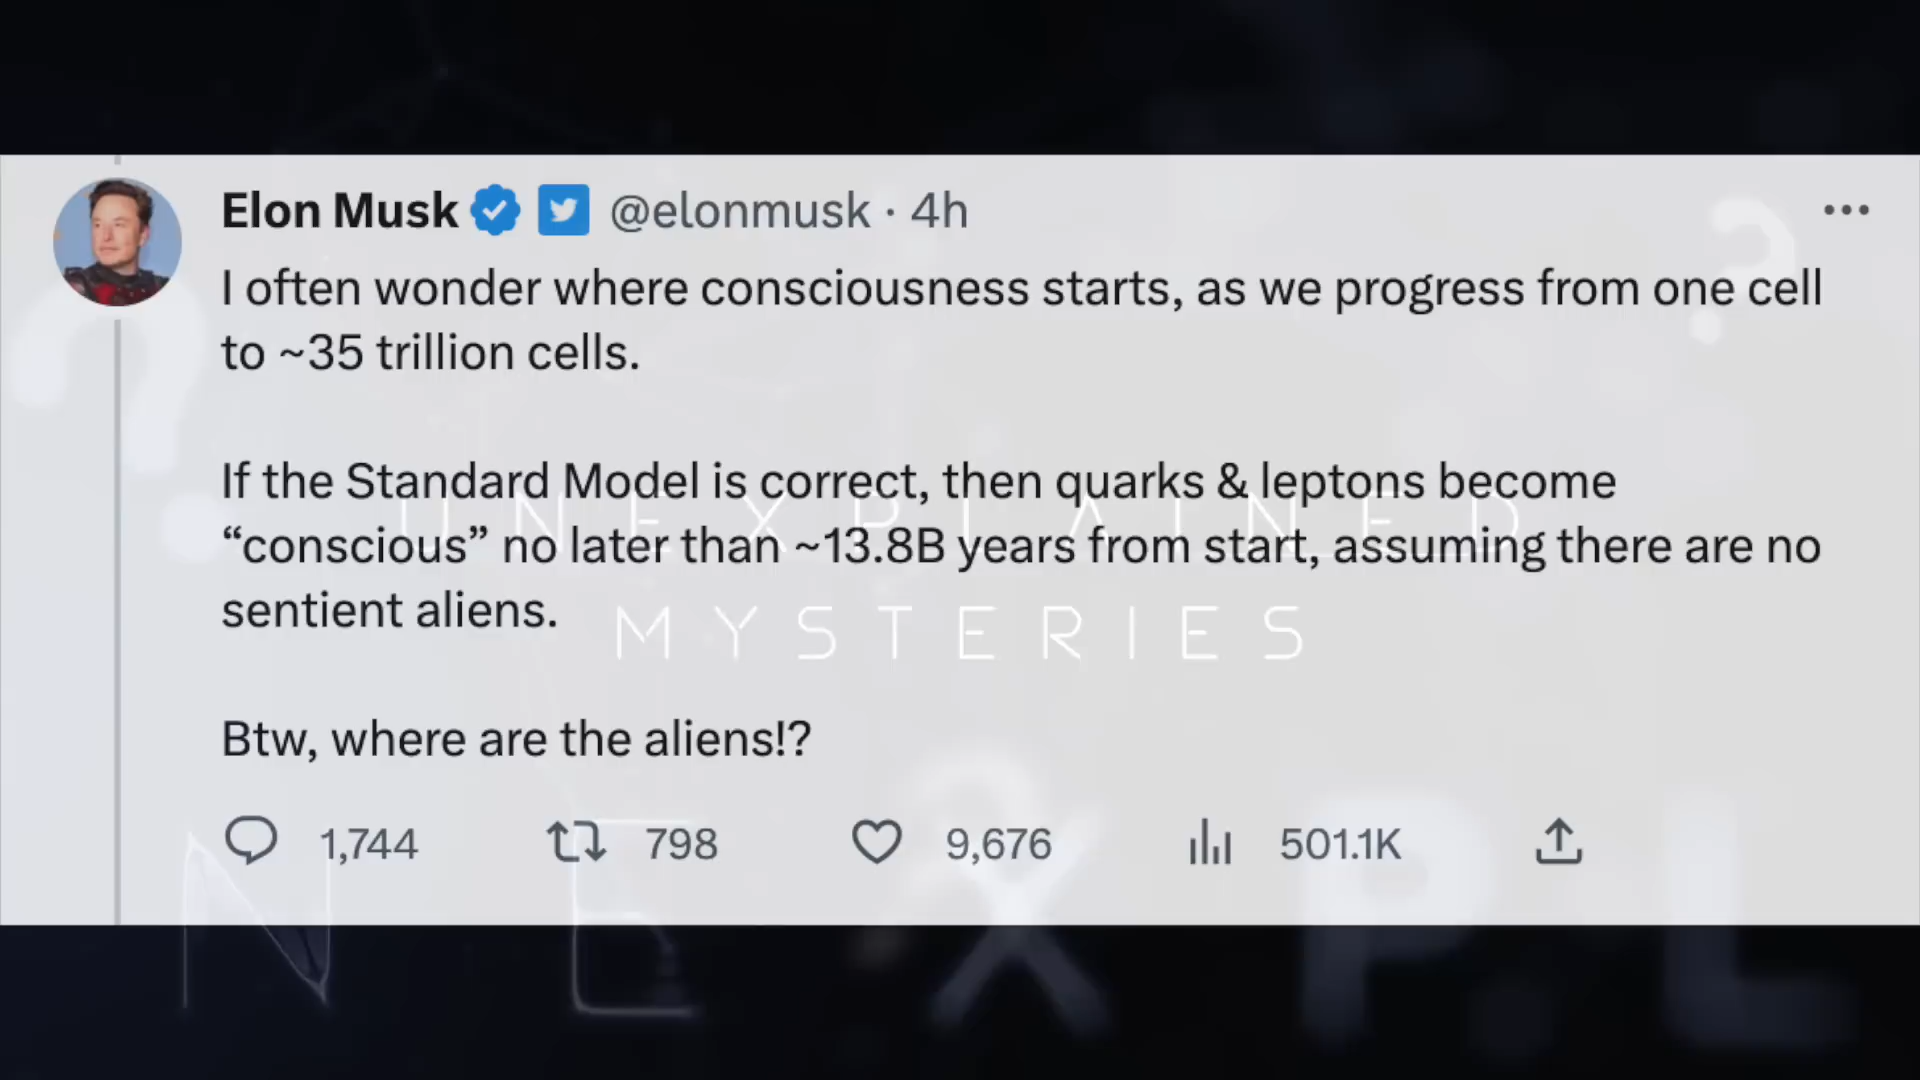 Elon Musk @elonmusk · 4h
I often wonder where consciousness starts, as we progress from one cell
to ~35 trillion cells.
If the Standard Model is correct, then quarks & leptons become
“conscious” no later than ~13.8B years from start, assuming there are no
sentient aliens.
UNEXPLAINED
MYSTERIES
Btw, where are the aliens!?
1,744 798 9,676 501.1K
N E X P L